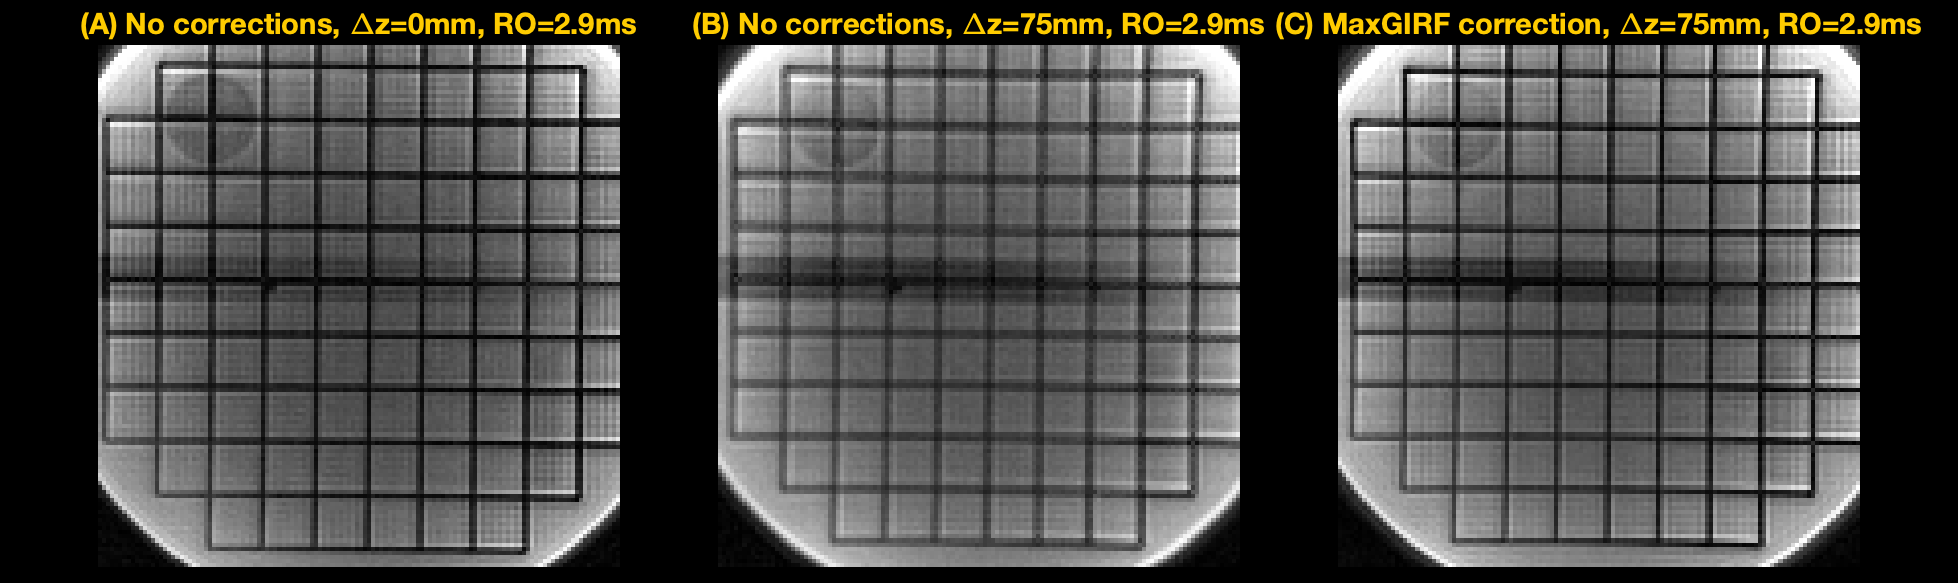 (A) No corrections, Δz=0mm, RO=2.9ms
(B) No corrections, Δz=75mm, RO=2.9ms
(C) MaxGIRF correction, Δz=75mm, RO=2.9ms